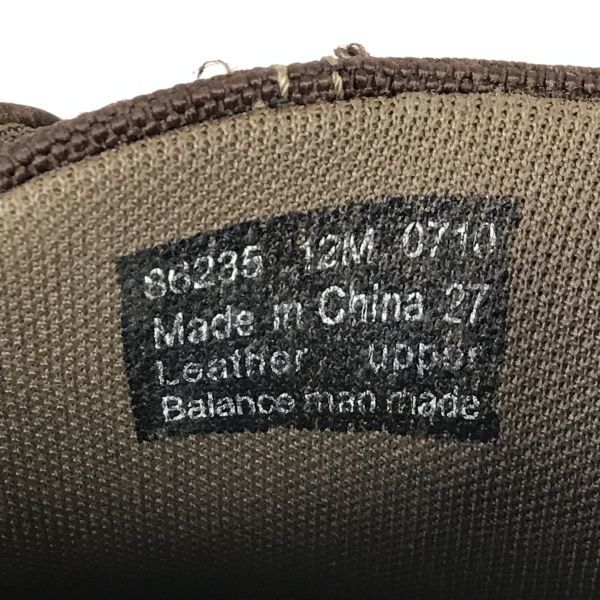 86235 12M 0710
Made in China 27
Leather upper
Balance man made